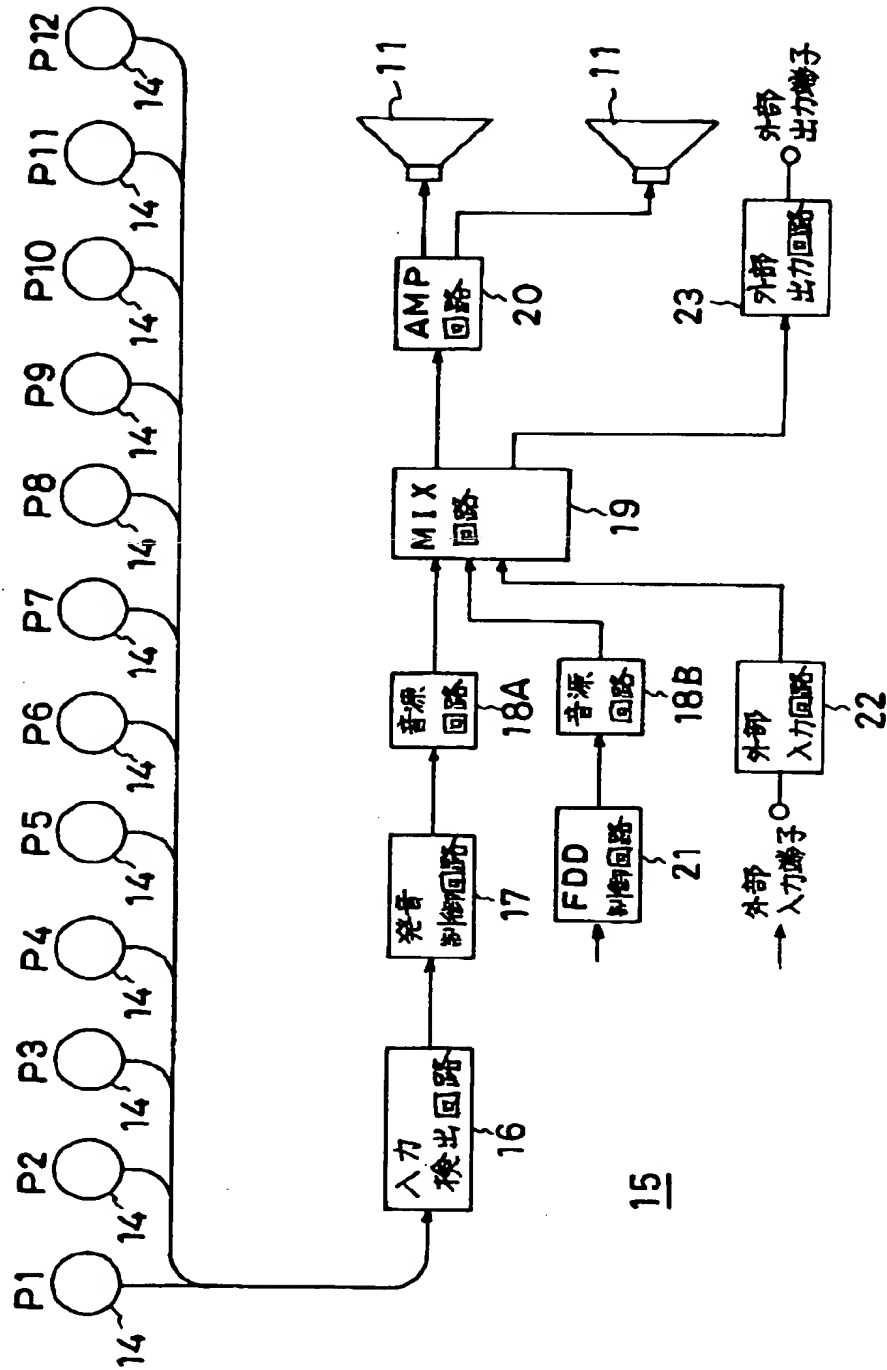 P1
P2
P3
P4
P5
P6
P7
P8
P9
P10
P11
P12
14
14
14
14
14
14
14
14
14
14
14
14
入力
検出回路
16
発音
制御回路
17
音源
回路
18A
MIX
回路
19
AMP
回路
20
11
11
FDD
制御回路
21
音源
回路
18B
外部
入力端子
外部
入力回路
22
外部
出力回路
23
外部
出力端子
15